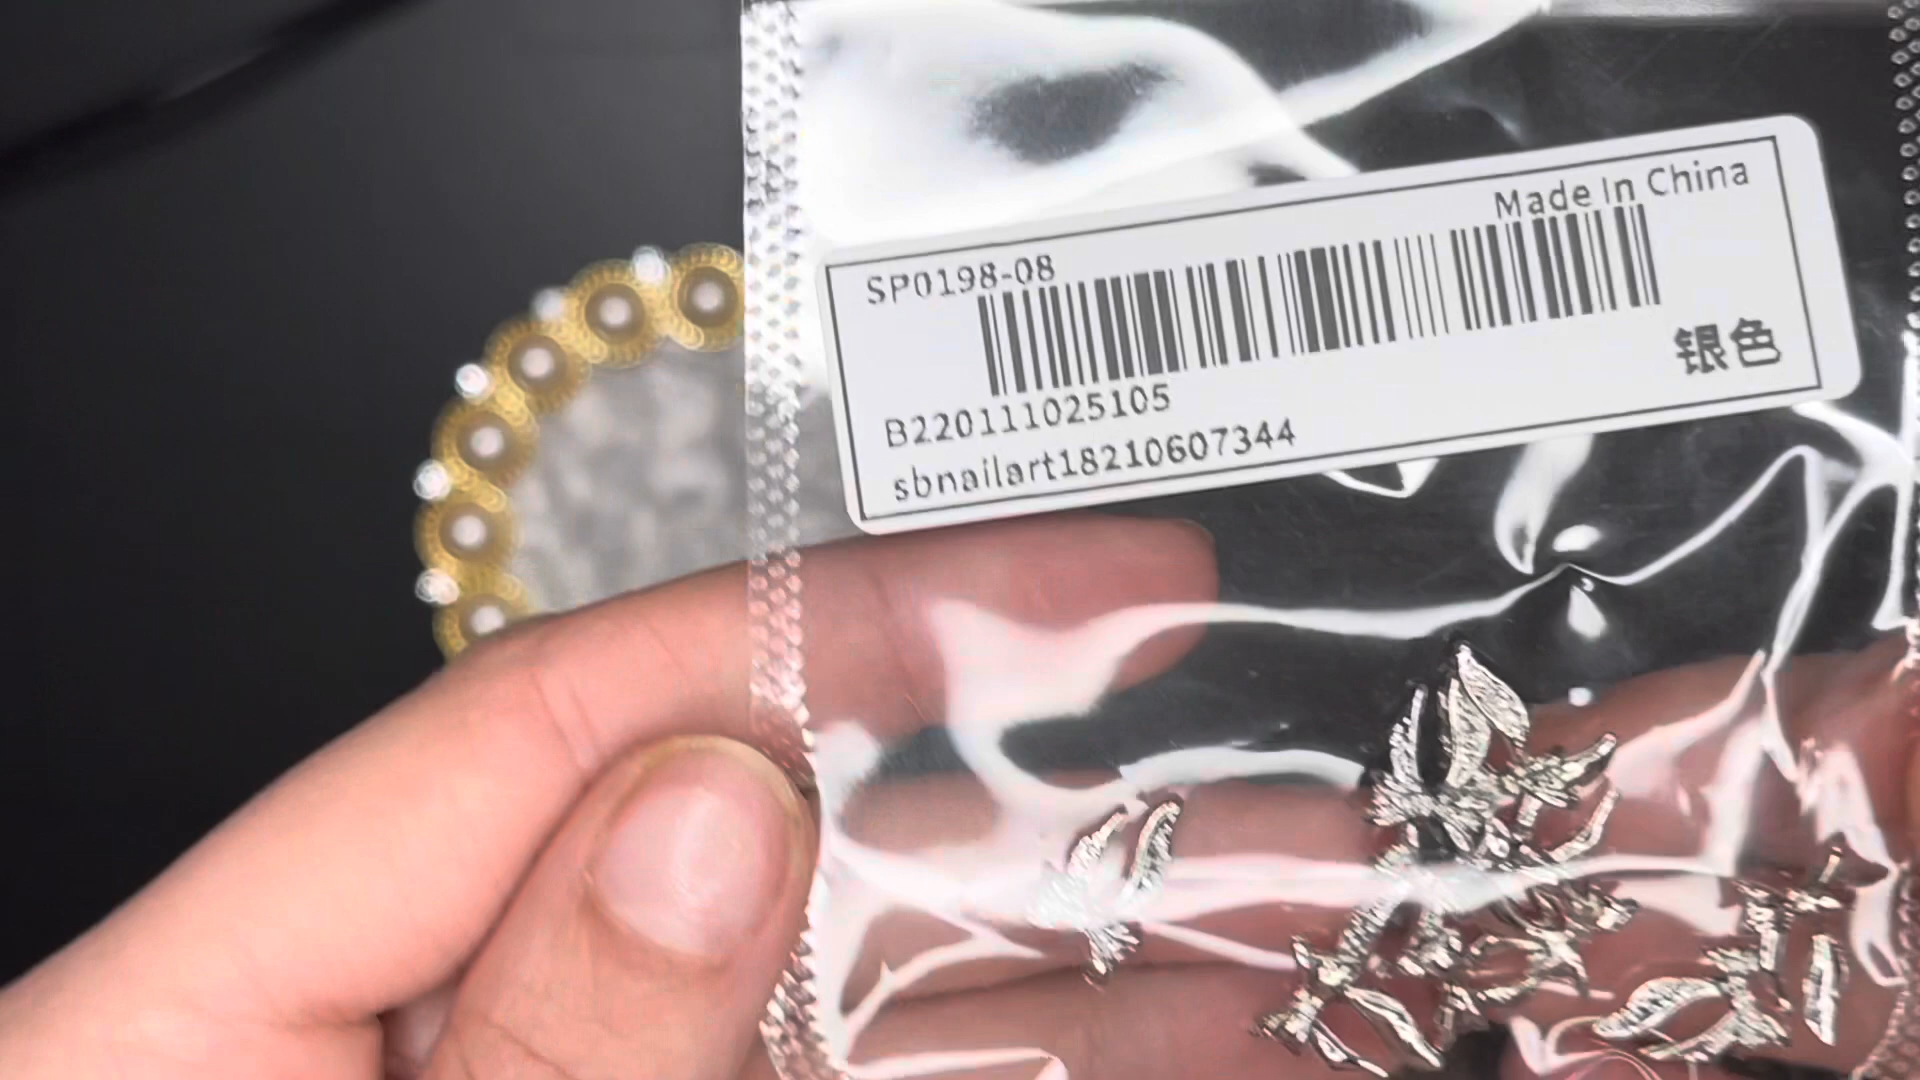 Made In China
SP0198-08
银色
B220111025105
sbnailart18210607344